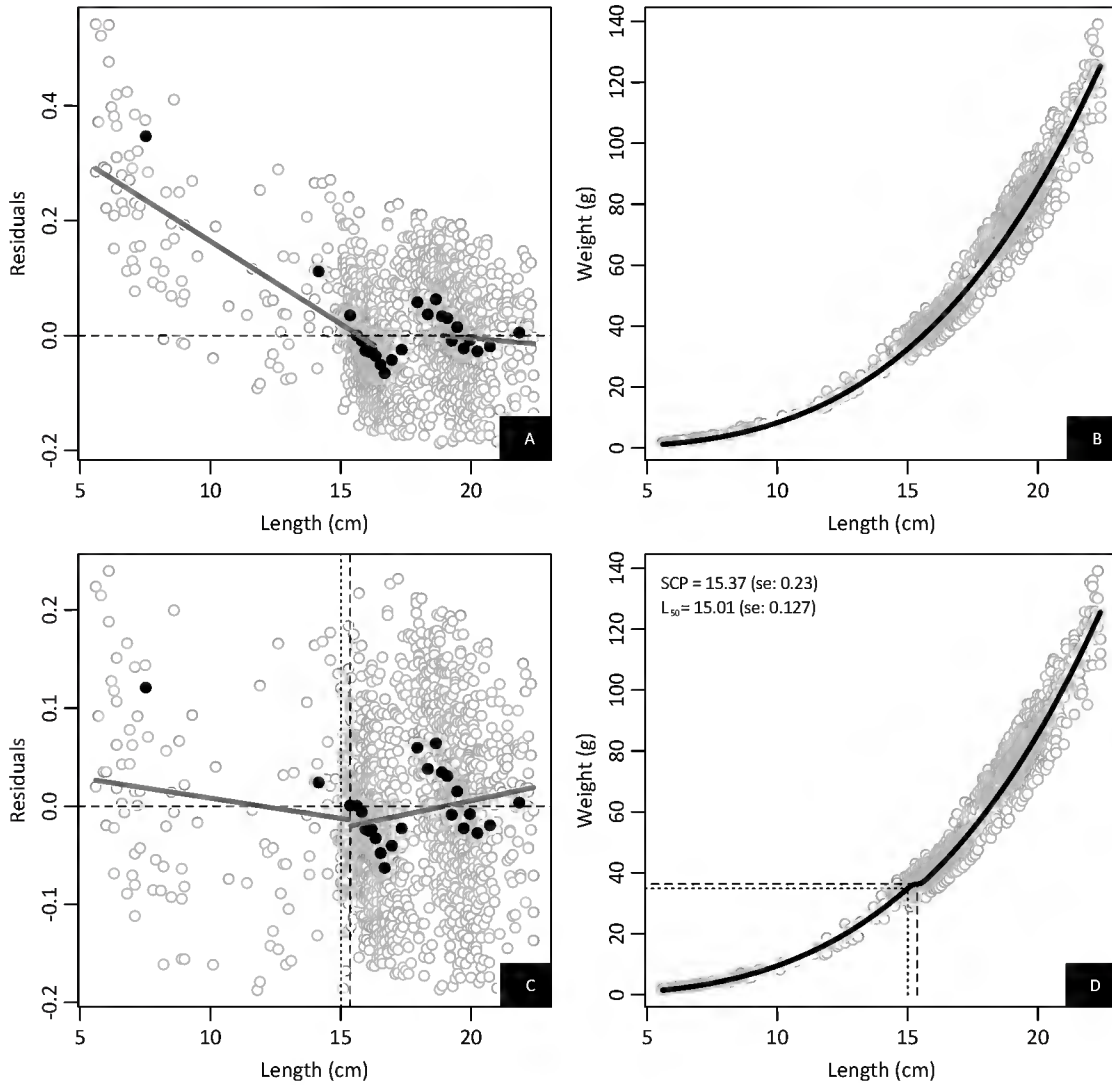 0.4
0.2
0.0
-0.2
Residuals
5 10 15 20
Length (cm)
A
140
120
100
80
60
40
20
0
Weight (g)
5 10 15 20
Length (cm)
B
0.2
0.1
0.0
-0.1
-0.2
Residuals
5 10 15 20
Length (cm)
C
140
120
100
80
60
40
20
0
Weight (g)
SCP = 15.37 (se: 0.23)
L50 = 15.01 (se: 0.127)
5 10 15 20
Length (cm)
D